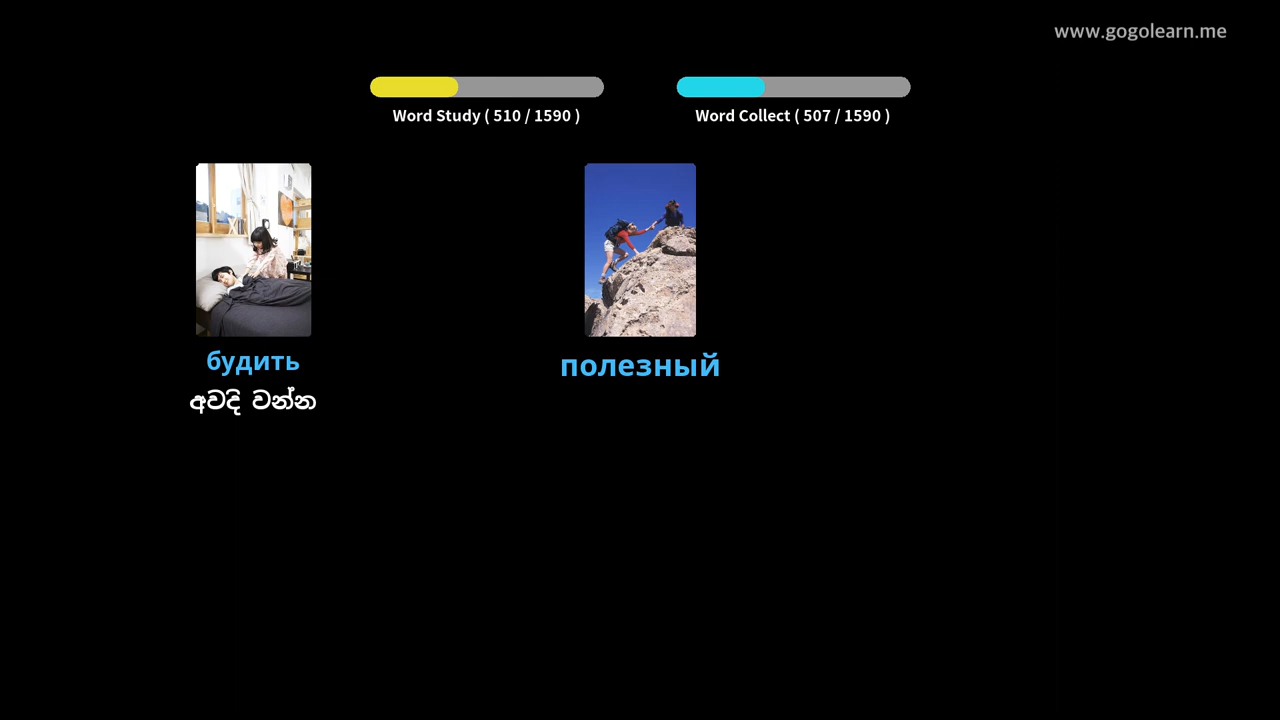 www.gogolearn.me
Word Study ( 510 / 1590 )
Word Collect ( 507 / 1590 )
будить
අවදි වන්න
полезный